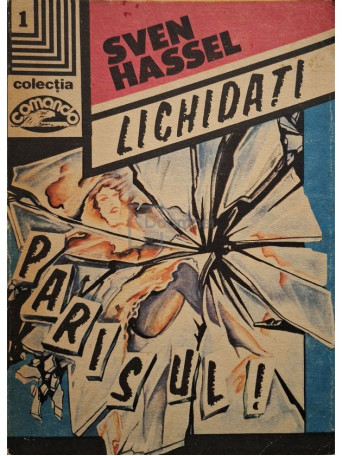 1
colecția
comando
SVEN
HASSEL
LICHIDAȚI
PARISUL!